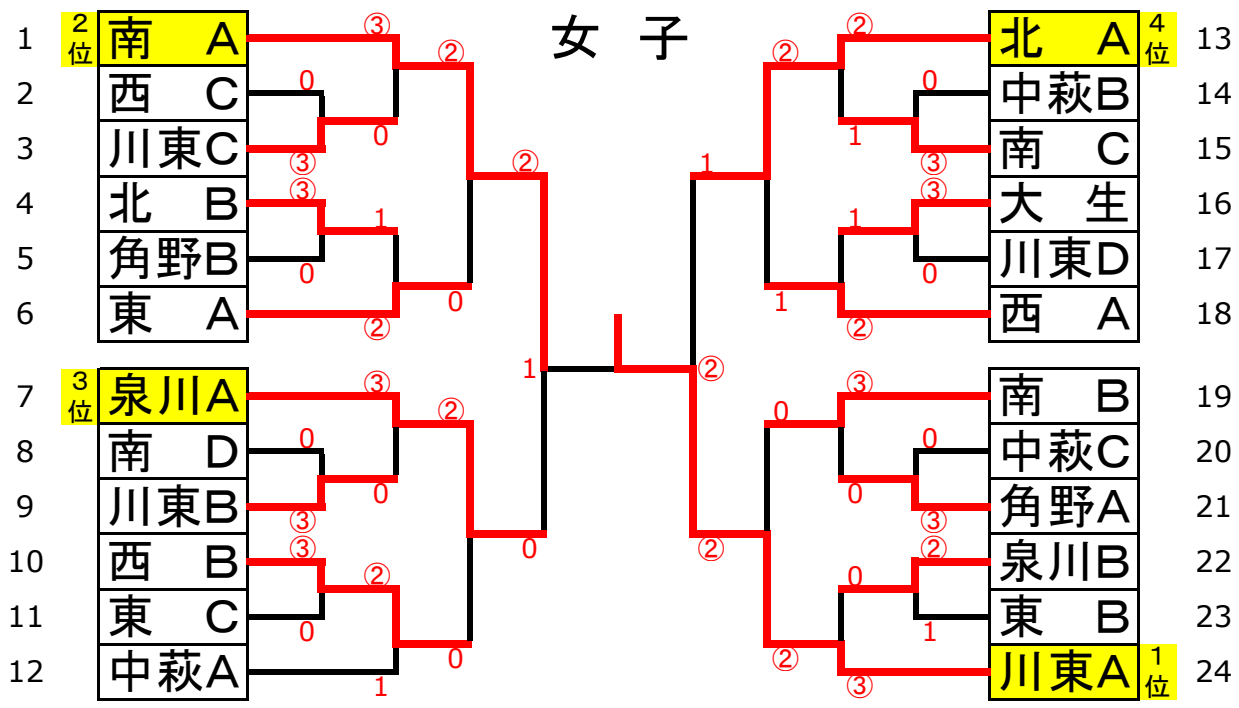 女 子
1 2位 南 A ③ ②
2 西 C 0
3 川東C ③ 0 ②
4 北 B ③ 1
5 角野B 0
6 東 A ② 0
1
7 3位 泉川A ③ ②
8 南 D 0
9 川東B ③ 0 0
10 西 B ③ ②
11 東 C 0
12 中萩A 1 0
② ② 北 A 4位 13
0 中萩B 14
1 1 ③ 南 C 15
1 ③ 大 生 16
0 川東D 17
1 ② 西 A 18
②
0 ③ 南 B 19
0 中萩C 20
② 0 ③ 角野A 21
0 ② 泉川B 22
1 東 B 23
② ③ 川東A 1位 24